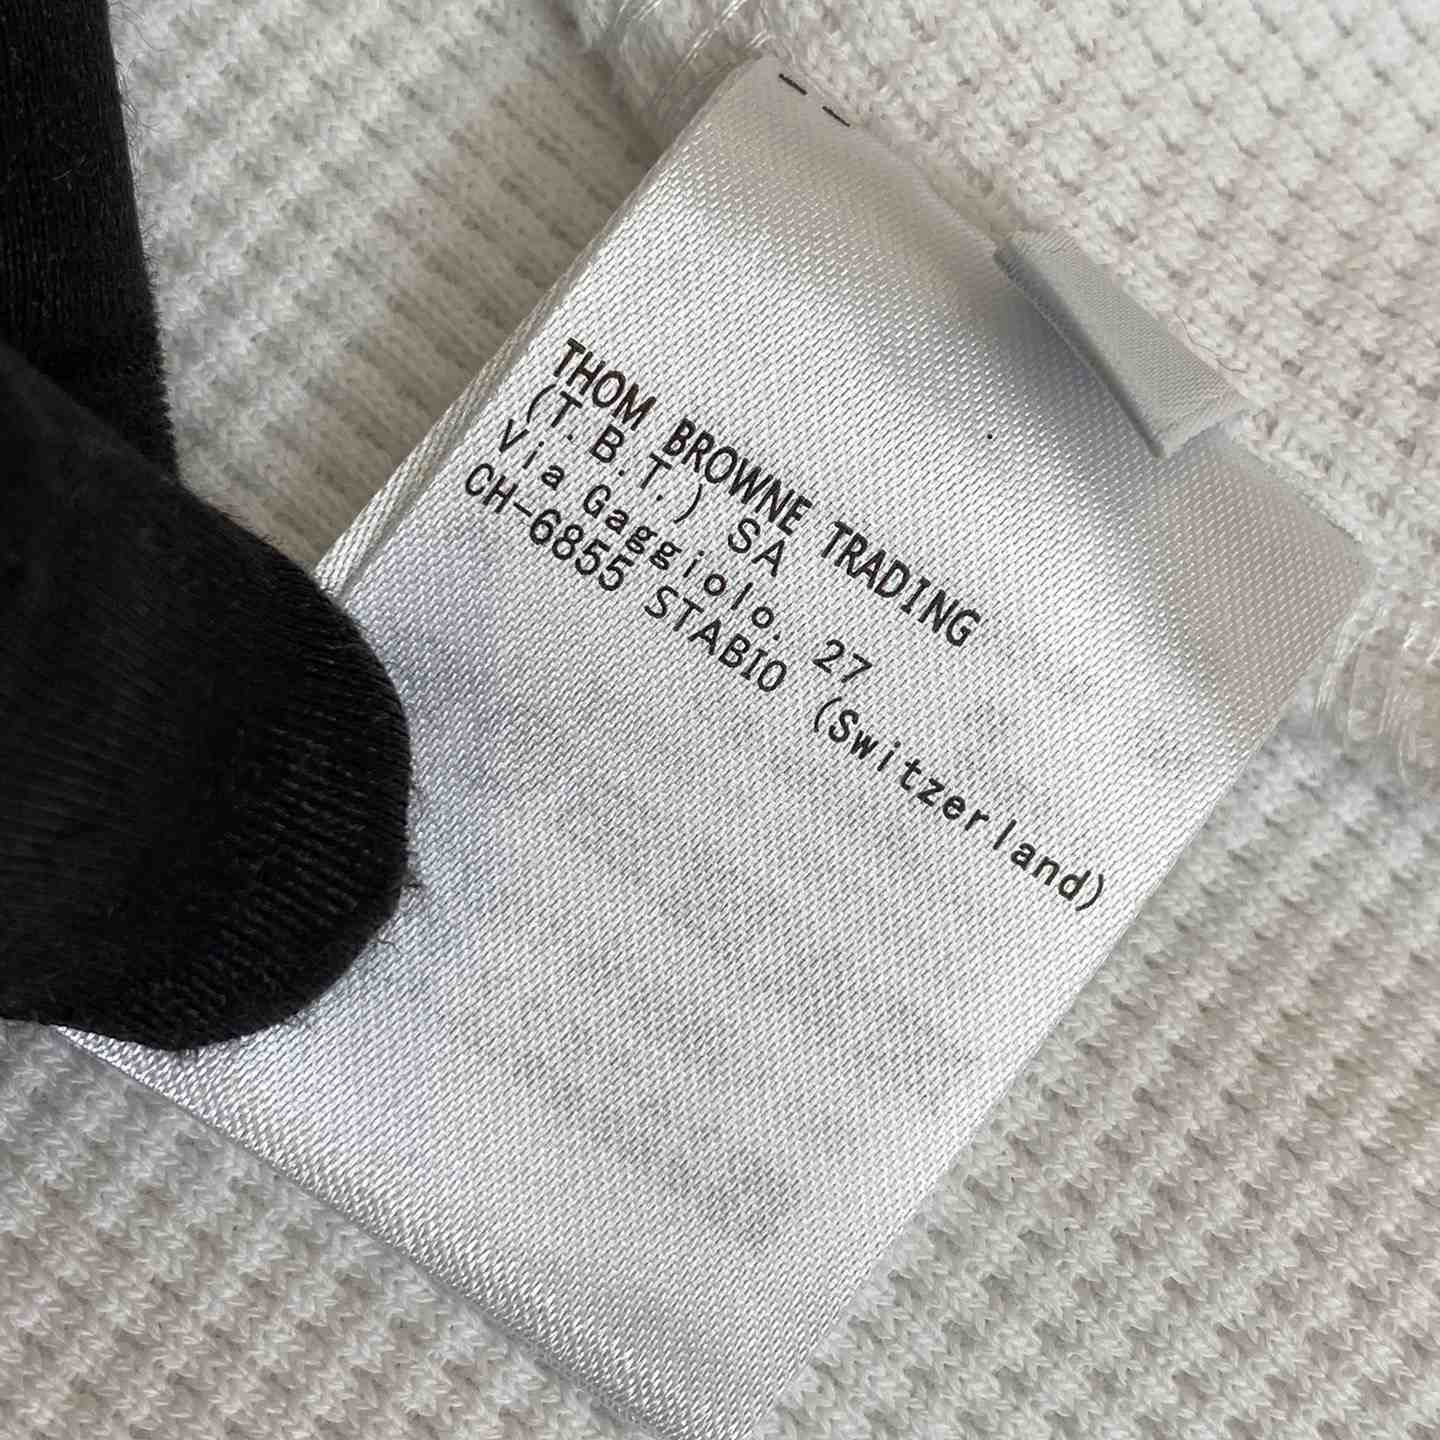 THOM BROWNE TRADING
(T.B.T.) SA
Via Gaggiolo, 27
CH-6855 STABIO (Switzerland)